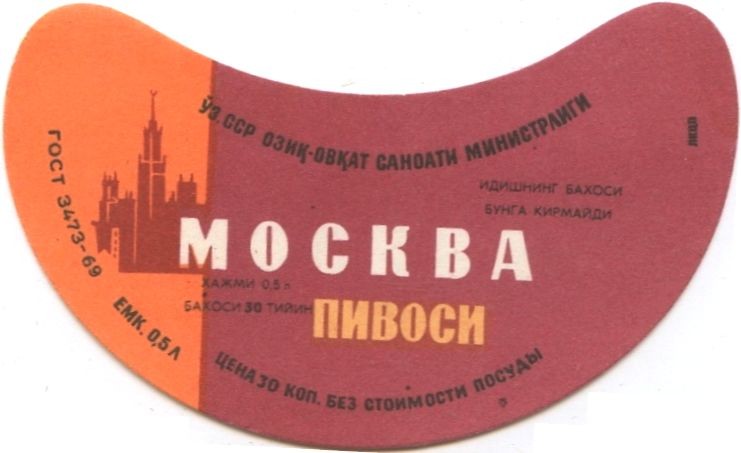 ЎЗ.ССР ОЗИҚ-ОВҚАТ САНОАТИ МИНИСТРЛИГИ
ИДИШНИНГ БАХОСИ
БУНГА КИРМАЙДИ
ГОСТ 3473-69
МОСКВА
ХАЖМИ 0,5 л
БАХОСИ 30 ТИЙИН
ПИВОСИ
ЕМК. 0,5 Л
ЦЕНА 30 КОП. БЕЗ СТОИМОСТИ ПОСУДЫ